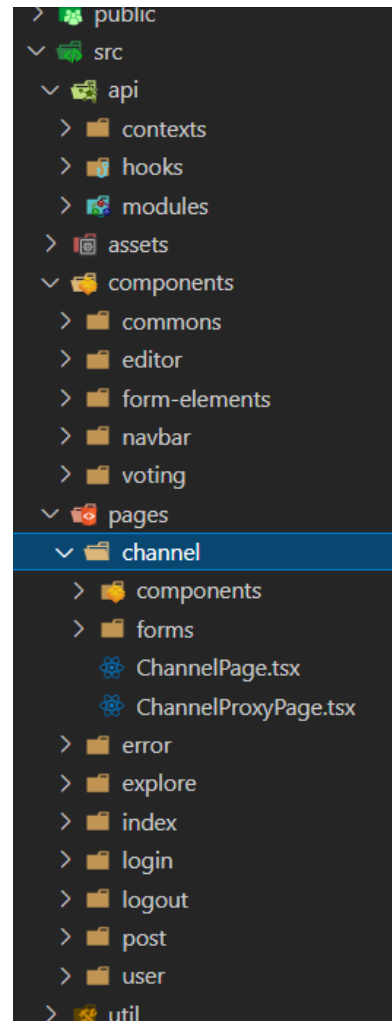 public
src
api
contexts
hooks
modules
assets
components
commons
editor
form-elements
navbar
voting
pages
channel
components
forms
ChannelPage.tsx
ChannelProxyPage.tsx
error
explore
index
login
logout
post
user
util